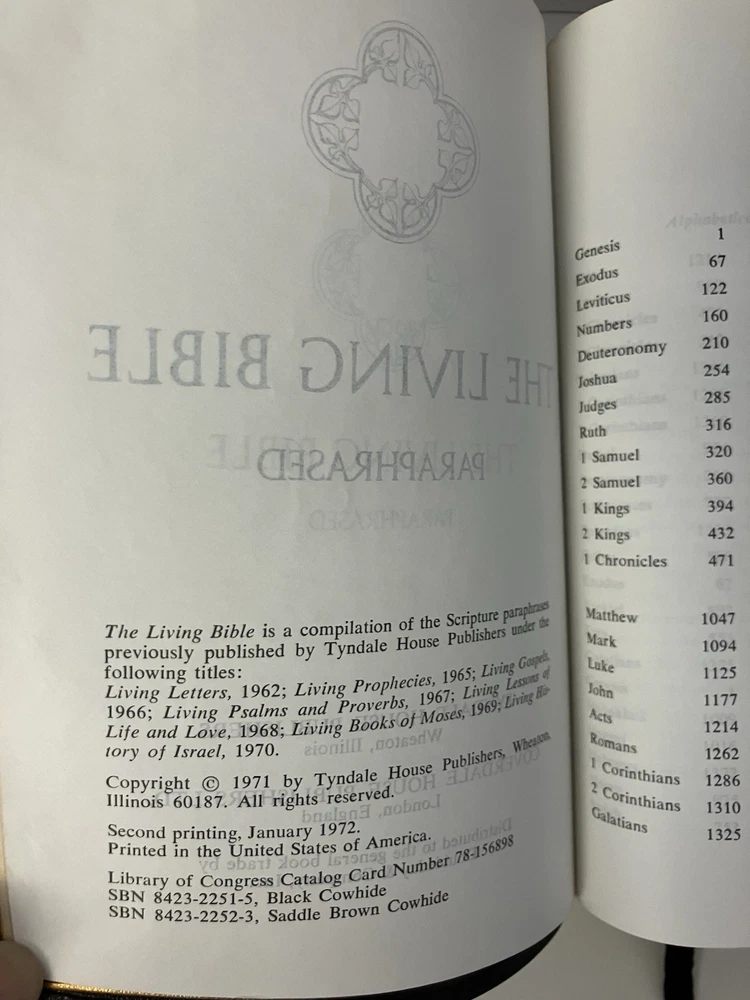 THE LIVING BIBLE
PARAPHRASED
The Living Bible is a compilation of the Scripture paraphrases
previously published by Tyndale House Publishers under the
following titles:
Living Letters, 1962; Living Prophecies, 1965; Living Gospels,
1966; Living Psalms and Proverbs, 1967; Living Lessons of
Life and Love, 1968; Living Books of Moses, 1969; Living His-
tory of Israel, 1970.
Copyright © 1971 by Tyndale House Publishers, Wheaton,
Illinois 60187. All rights reserved.
Second printing, January 1972.
Printed in the United States of America.
Library of Congress Catalog Card Number 78-156898
SBN 8423-2251-5, Black Cowhide
SBN 8423-2252-3, Saddle Brown Cowhide
Alphabetical
Genesis 1
Exodus 67
Leviticus 122
Numbers 160
Deuteronomy 210
Joshua 254
Judges 285
Ruth 316
1 Samuel 320
2 Samuel 360
1 Kings 394
2 Kings 432
1 Chronicles 471
Matthew 1047
Mark 1094
Luke 1125
John 1177
Acts 1214
Romans 1262
1 Corinthians 1286
2 Corinthians 1310
Galatians 1325